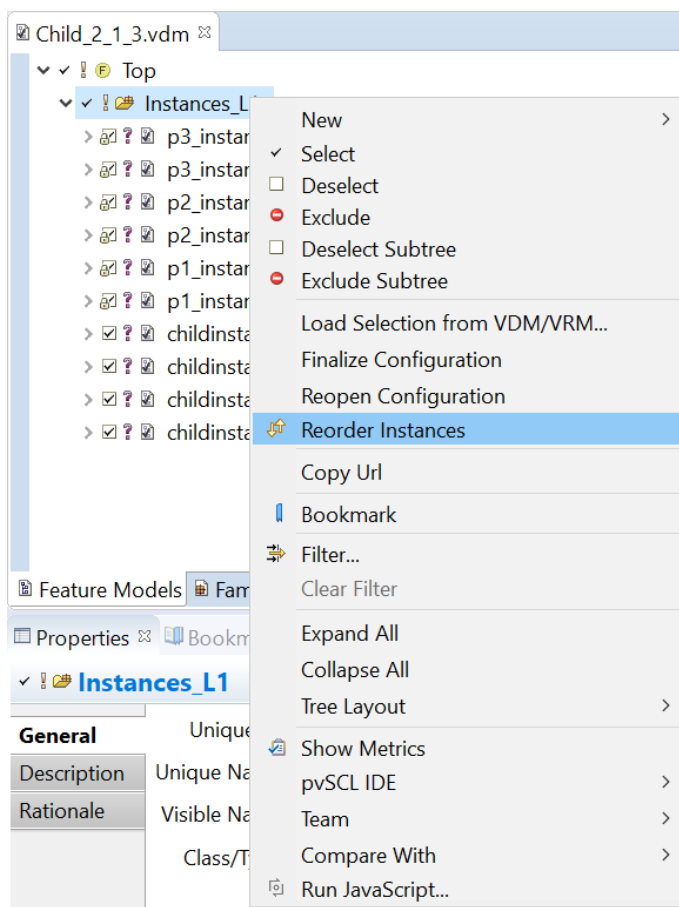 Child_2_1_3.vdm
Top
Instances_L
p3_instar
p3_instar
p2_instar
p2_instar
p1_instar
p1_instar
childinsta
childinsta
childinsta
childinsta
New
Select
Deselect
Exclude
Deselect Subtree
Exclude Subtree
Load Selection from VDM/VRM...
Finalize Configuration
Reopen Configuration
Reorder Instances
Copy Url
Bookmark
Filter...
Clear Filter
Expand All
Collapse All
Tree Layout
Show Metrics
pvSCL IDE
Team
Compare With
Run JavaScript...
Feature Models Fam
Properties Bookm
Instances_L1
General
Description
Rationale
Unique
Unique Na
Visible Na
Class/T